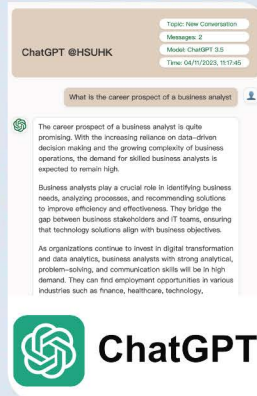 Topic: New Conversation
Messages: 2
ChatGPT @HSUHK
Model: ChatGPT 3.5
Time: 04/11/2023, 11:17:45
What is the career prospect of a business analyst
The career prospect of a business analyst is quite
promising. With the increasing reliance on data-driven
decision making and the growing complexity of business
operations, the demand for skilled business analysts is
expected to remain high.
Business analysts play a crucial role in identifying business
needs, analyzing processes, and recommending solutions
to improve efficiency and effectiveness. They bridge the
gap between business stakeholders and IT teams, ensuring
that technology solutions align with business objectives.
As organizations continue to invest in digital transformation
and data analytics, business analysts with strong analytical,
problem-solving, and communication skills will be in high
demand. They can find employment opportunities in various
industries such as finance, healthcare, technology,
ChatGPT